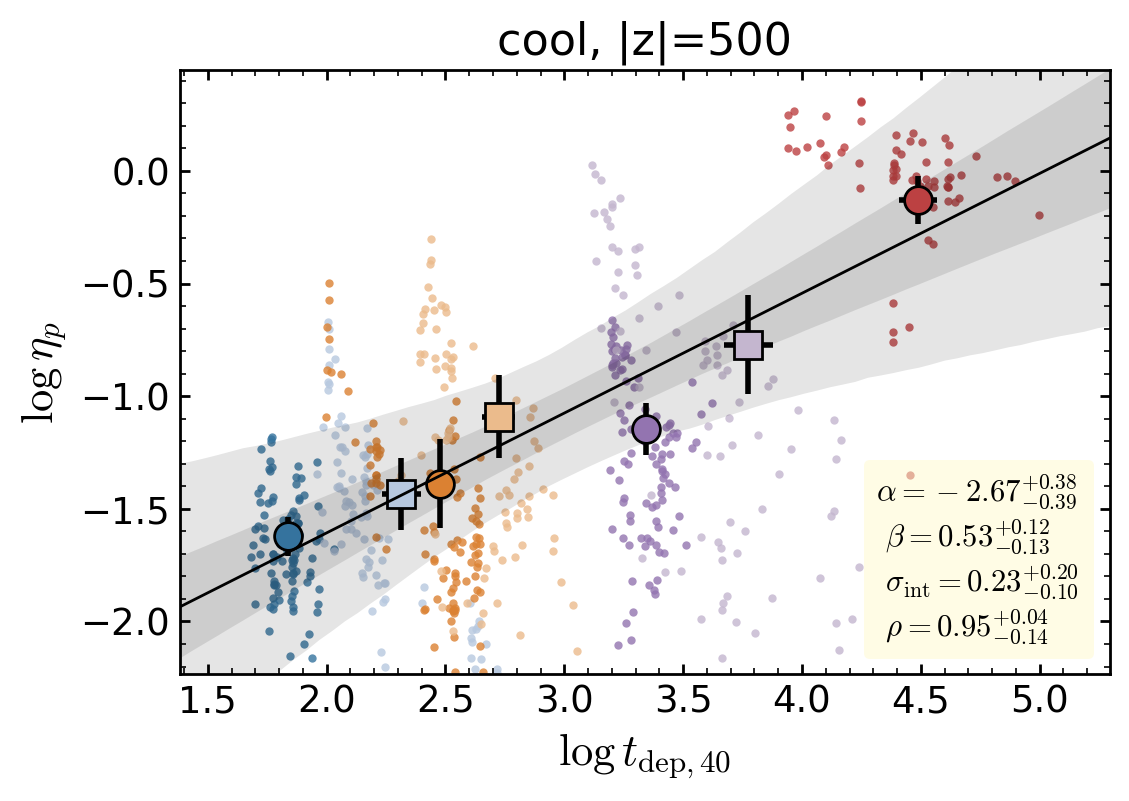 cool, |z|=500
log η_p
0.0
−0.5
−1.0
−1.5
−2.0
α = − 2.67^{+0.38}_{−0.39}
β = 0.53^{+0.12}_{−0.13}
σ_int = 0.23^{+0.20}_{−0.10}
ρ = 0.95^{+0.04}_{−0.14}
1.5 2.0 2.5 3.0 3.5 4.0 4.5 5.0
log t_{dep, 40}